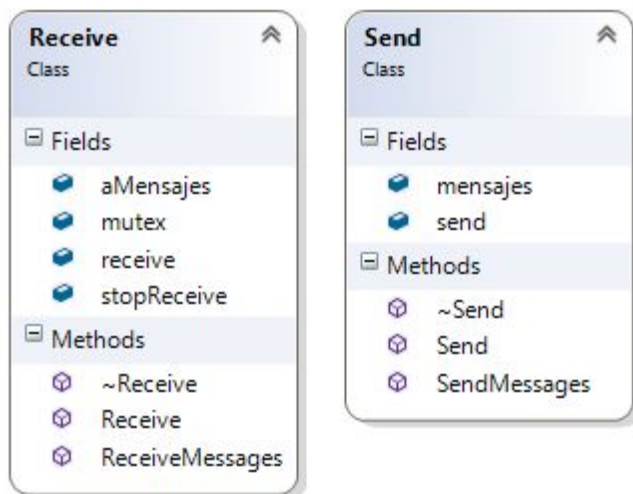 Receive
Class
Fields
aMensajes
mutex
receive
stopReceive
Methods
~Receive
Receive
ReceiveMessages
Send
Class
Fields
mensajes
send
Methods
~Send
Send
SendMessages